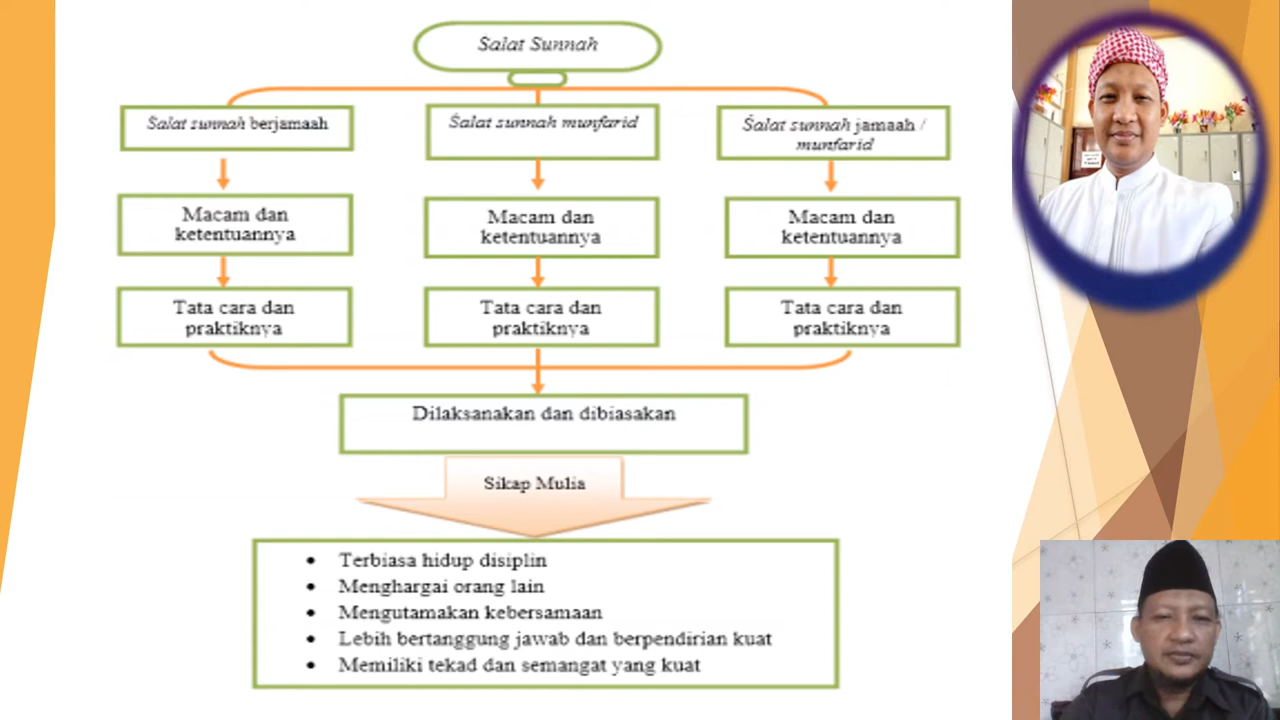 Salat Sunnah
Salat sunnah berjamaah
Salat sunnah munfarid
Salat sunnah jamaah /
munfarid
Macam dan
ketentuannya
Macam dan
ketentuannya
Macam dan
ketentuannya
Tata cara dan
praktiknya
Tata cara dan
praktiknya
Tata cara dan
praktiknya
Dilaksanakan dan dibiasakan
Sikap Mulia
• Terbiasa hidup disiplin
• Menghargai orang lain
• Mengutamakan kebersamaan
• Lebih bertanggung jawab dan berpendirian kuat
• Memiliki tekad dan semangat yang kuat